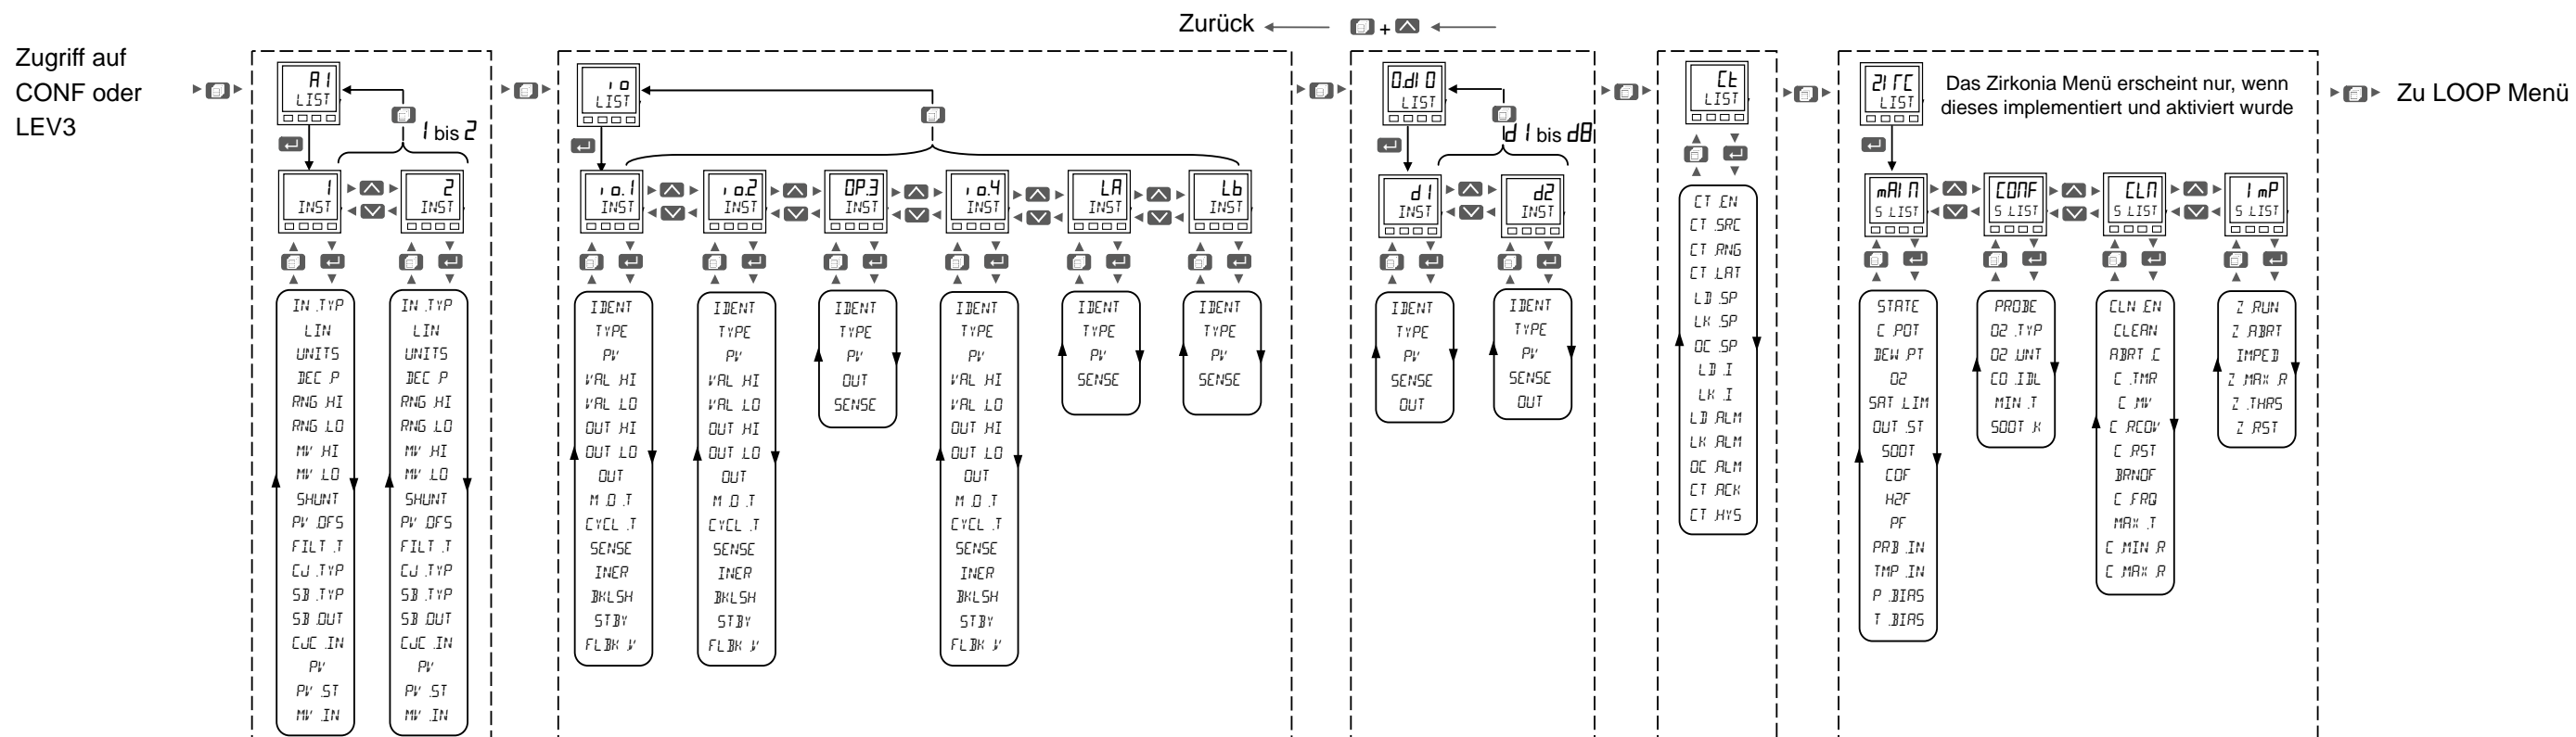 Zurück
+
Zugriff auf
CONF oder
LEV3
A1
LIST
1 bis 2
1
INST
2
INST
IN.TYP
LIN
UNITS
DEC.P
RNG.HI
RNG.LO
MV.HI
MV.LO
SHUNT
PV.OFS
FILT.T
CJ.TYP
SB.TYP
SB.OUT
CJC.IN
PV
PV.ST
MV.IN
IN.TYP
LIN
UNITS
DEC.P
RNG.HI
RNG.LO
MV.HI
MV.LO
SHUNT
PV.OFS
FILT.T
CJ.TYP
SB.TYP
SB.OUT
CJC.IN
PV
PV.ST
MV.IN
io
LIST
io.1
INST
io.2
INST
OP.3
INST
io.4
INST
LA
INST
Lb
INST
IDENT
TYPE
PV
VAL.HI
VAL.LO
OUT.HI
OUT.LO
OUT
M.O.T
CYCL.T
SENSE
INER
BKLSH
STBY
FLBK.V
IDENT
TYPE
PV
VAL.HI
VAL.LO
OUT.HI
OUT.LO
OUT
M.O.T
CYCL.T
SENSE
INER
BKLSH
STBY
FLBK.V
IDENT
TYPE
PV
OUT
SENSE
IDENT
TYPE
PV
VAL.HI
VAL.LO
OUT.HI
OUT.LO
OUT
M.O.T
CYCL.T
SENSE
INER
BKLSH
STBY
FLBK.V
IDENT
TYPE
PV
SENSE
IDENT
TYPE
PV
SENSE
0.dIO
LIST
d1 bis d8
d1
INST
d2
INST
IDENT
TYPE
PV
SENSE
OUT
IDENT
TYPE
PV
SENSE
OUT
Ct
LIST
CT.EN
CT.SRC
CT.RNG
CT.LAT
LD.SP
LK.SP
OC.SP
LD.I
LK.I
LD.ALM
LK.ALM
OC.ALM
CT.ACK
CT.HYS
LIST
Das Zirkonia Menü erscheint nur, wenn
dieses implementiert und aktiviert wurde
mAIN
S LIST
CONF
S LIST
CLN
S LIST
ImP
S LIST
STATE
C.POT
DEW.PT
O2
SAT.LIM
OUT.ST
SOOT
COF
H2F
PF
PRB.IN
TMP.IN
P.BIAS
T.BIAS
PROBE
O2.TYP
O2.UNT
CO.IDL
MIN.T
SOOT.K
CLN.EN
CLEAN
ABRT.C
C.TMR
C.MV
C.RCOV
C.RST
BRNOF
C.FRQ
MAX.T
C.MIN.R
C.MAX.R
Z.RUN
Z.ABRT
IMPED
Z.MAX.R
Z.THRS
Z.RST
Zu LOOP Menü